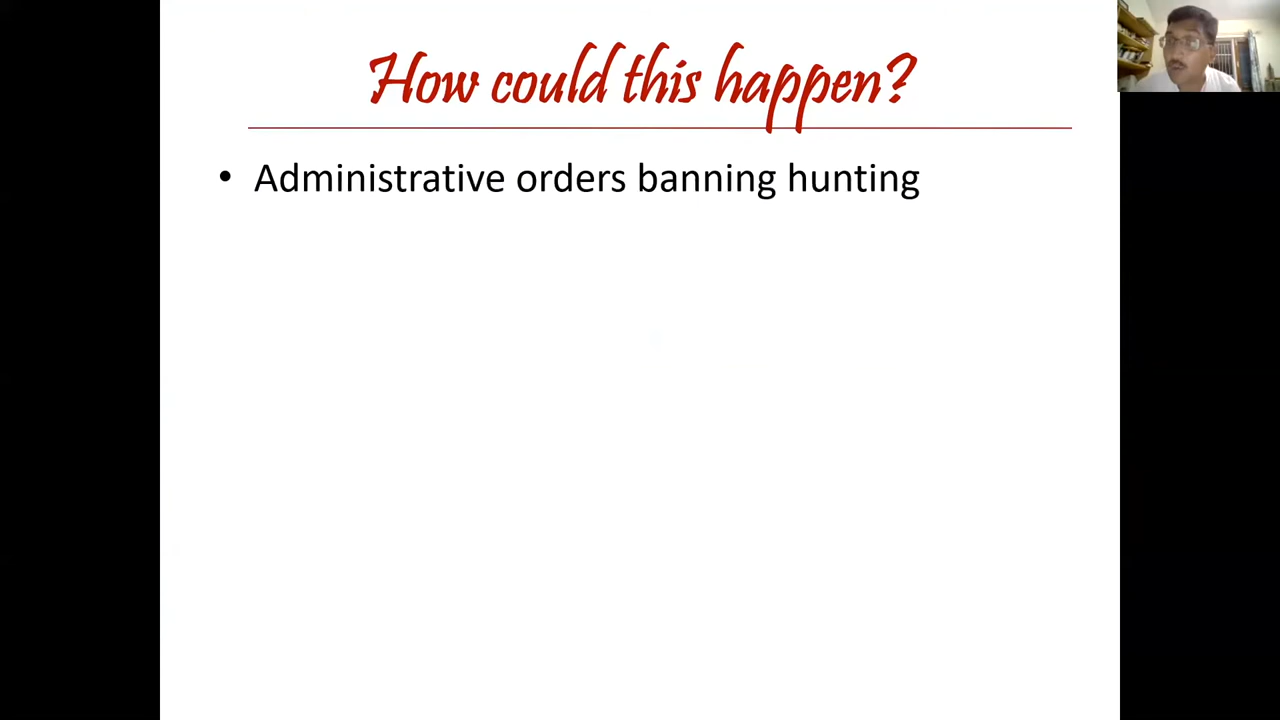 How could this happen?
• Administrative orders banning hunting